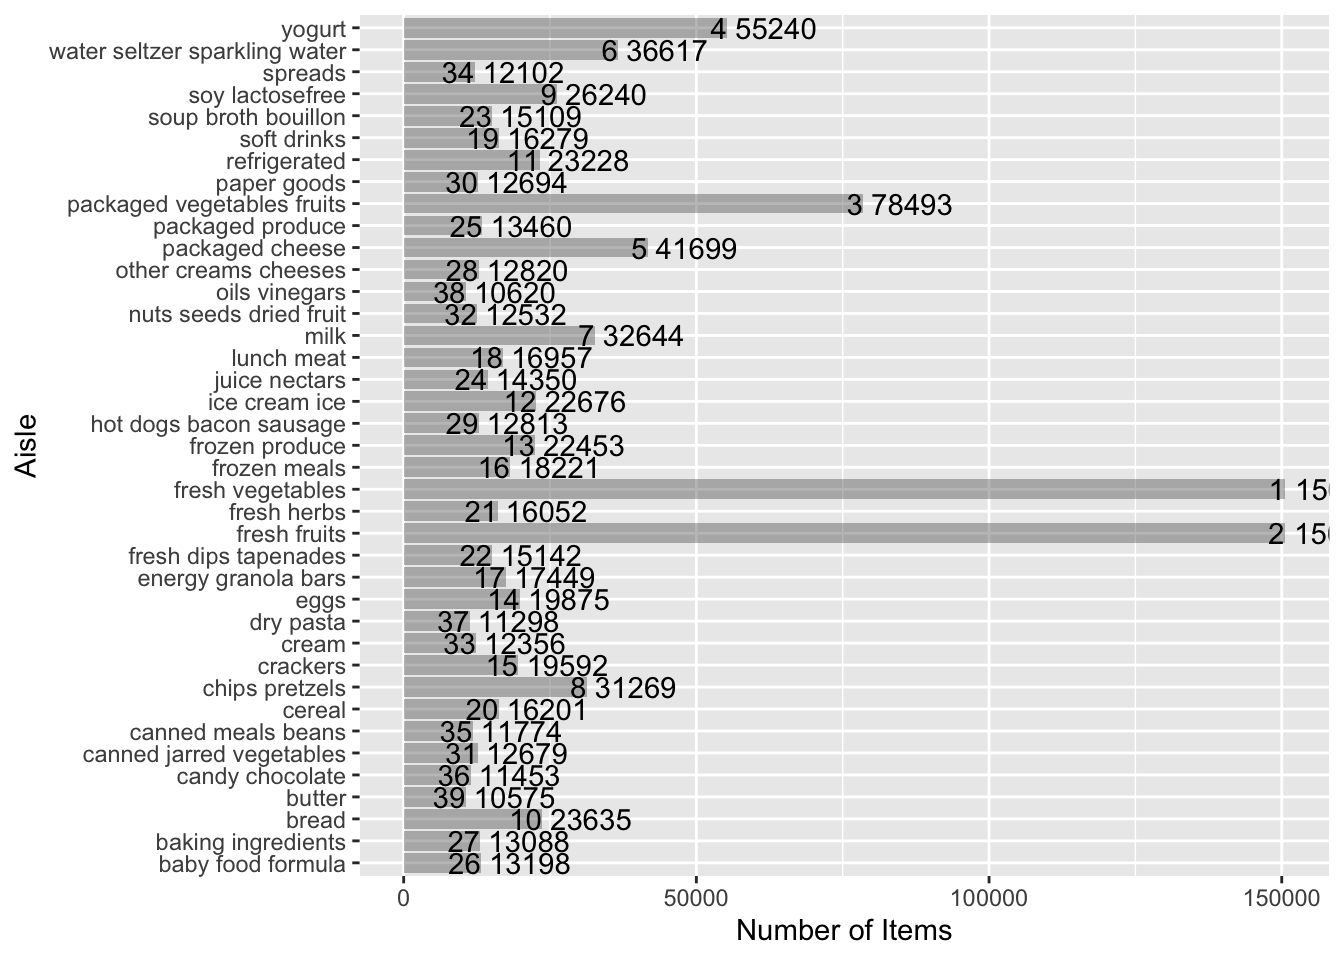 yogurt 4 55240
water seltzer sparkling water 6 36617
spreads 34 12102
soy lactosefree 9 26240
soup broth bouillon 23 15109
soft drinks 19 16279
refrigerated 11 23228
paper goods 30 12694
packaged vegetables fruits 3 78493
packaged produce 25 13460
packaged cheese 5 41699
other creams cheeses 28 12820
oils vinegars 38 10620
nuts seeds dried fruit 32 12532
milk 7 32644
lunch meat 18 16957
juice nectars 24 14350
ice cream ice 12 22676
hot dogs bacon sausage 29 12813
frozen produce 13 22453
frozen meals 16 18221
fresh vegetables 1
fresh herbs 21 16052
fresh fruits 2
fresh dips tapenades 22 15142
energy granola bars 17 17449
eggs 14 19875
dry pasta 37 11298
cream 33 12356
crackers 15 19592
chips pretzels 8 31269
cereal 20 16201
canned meals beans 35 11774
canned jarred vegetables 31 12679
candy chocolate 36 11453
butter 39 10575
bread 10 23635
baking ingredients 27 13088
baby food formula 26 13198
Aisle
0 50000 100000 150000
Number of Items